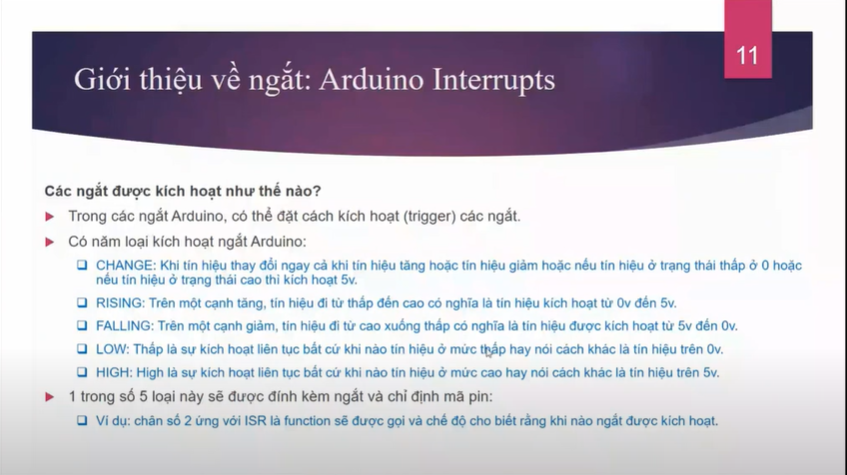 11
Giới thiệu về ngắt: Arduino Interrupts
Các ngắt được kích hoạt như thế nào?
Trong các ngắt Arduino, có thể đặt cách kích hoạt (trigger) các ngắt.
Có năm loại kích hoạt ngắt Arduino:
CHANGE: Khi tín hiệu thay đổi ngay cả khi tín hiệu tăng hoặc tín hiệu giảm hoặc nếu tín hiệu ở trạng thái thấp ở 0 hoặc
nếu tín hiệu ở trạng thái cao thì kích hoạt 5v.
RISING: Trên một cạnh tăng, tín hiệu đi từ thấp đến cao có nghĩa là tín hiệu kích hoạt từ 0v đến 5v.
FALLING: Trên một cạnh giảm, tín hiệu đi từ cao xuống thấp có nghĩa là tín hiệu được kích hoạt từ 5v đến 0v.
LOW: Thấp là sự kích hoạt liên tục bất cứ khi nào tín hiệu ở mức thấp hay nói cách khác là tín hiệu trên 0v.
HIGH: High là sự kích hoạt liên tục bất cứ khi nào tín hiệu ở mức cao hay nói cách khác là tín hiệu trên 5v.
1 trong số 5 loại này sẽ được đính kèm ngắt và chỉ định mã pin:
Ví dụ: chân số 2 ứng với ISR là function sẽ được gọi và chế độ cho biết rằng khi nào ngắt được kích hoạt.